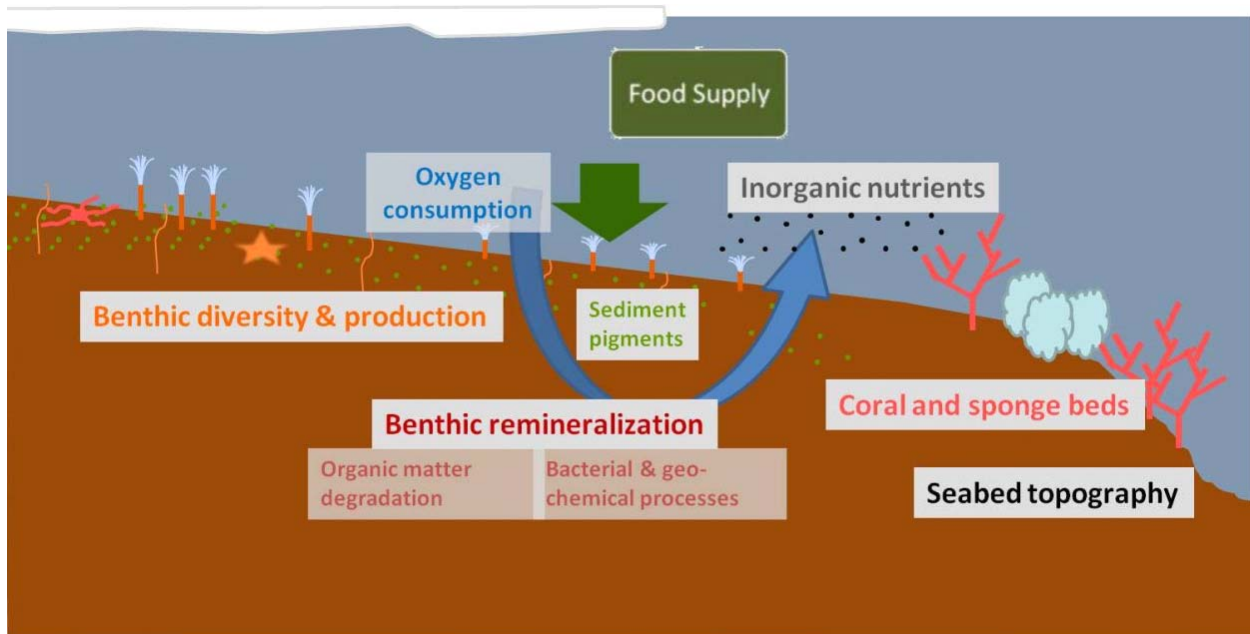 Food Supply
Oxygen
consumption
Inorganic nutrients
Benthic diversity & production
Sediment
pigments
Coral and sponge beds
Benthic remineralization
Organic matter
degradation
Bacterial & geo-
chemical processes
Seabed topography